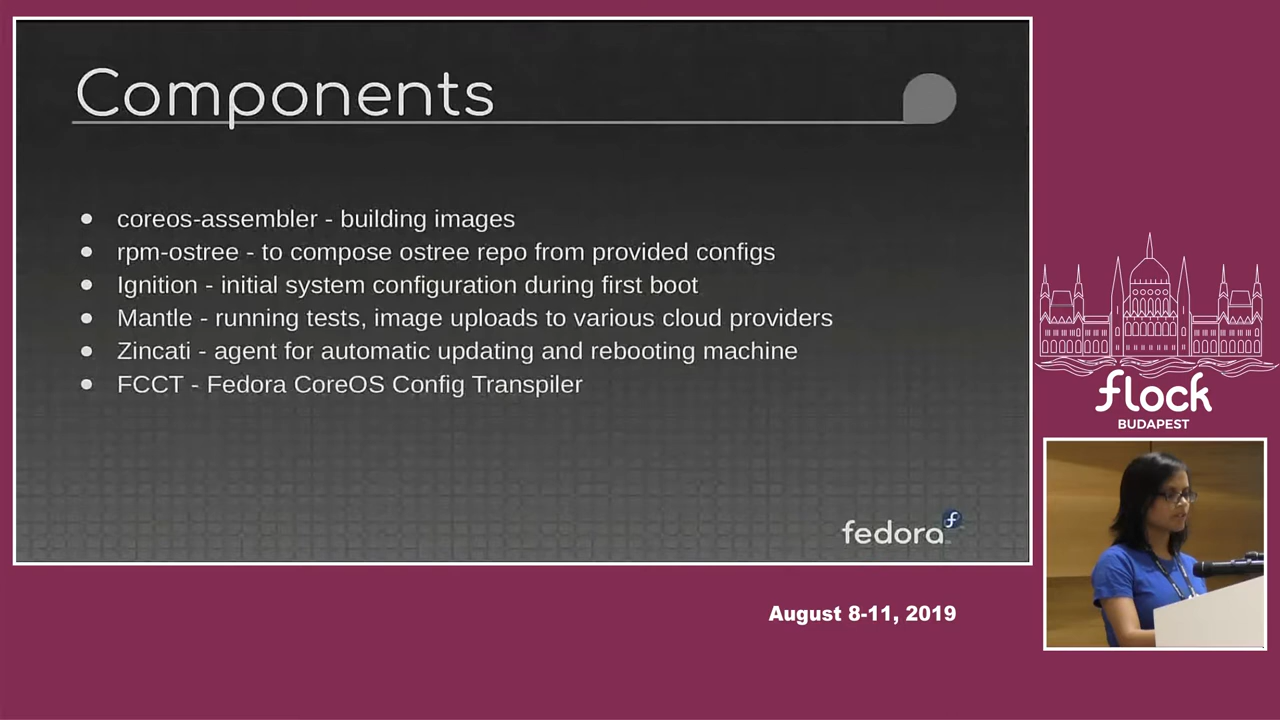 Components
● coreos-assembler - building images
● rpm-ostree - to compose ostree repo from provided configs
● Ignition - initial system configuration during first boot
● Mantle - running tests, image uploads to various cloud providers
● Zincati - agent for automatic updating and rebooting machine
● FCCT - Fedora CoreOS Config Transpiler
fedora
flock
BUDAPEST
August 8-11, 2019